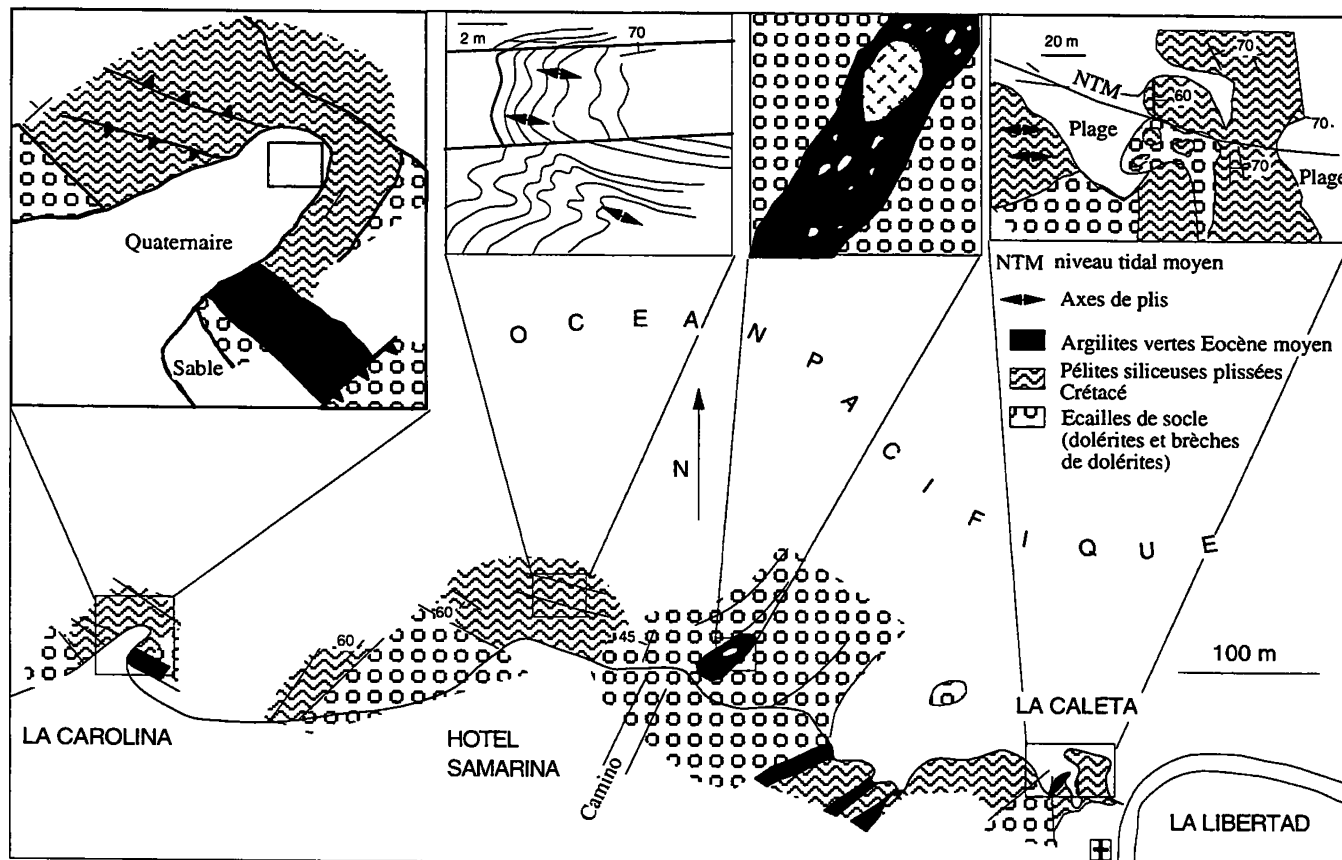 2 m
70
20 m
70
NTM
60
Plage
70.
70
Plage
Quaternaire
Sable
NTM niveau tidal moyen
Axes de plis
Argilites vertes Eocène moyen
Pélites siliceuses plissées
Crétacé
Ecailles de socle
(dolérites et brèches
de dolérites)
OCEAN PACIFIQUE
N
60
60
45
100 m
LA CAROLINA
HOTEL
SAMARINA
Camino
LA CALETA
LA LIBERTAD